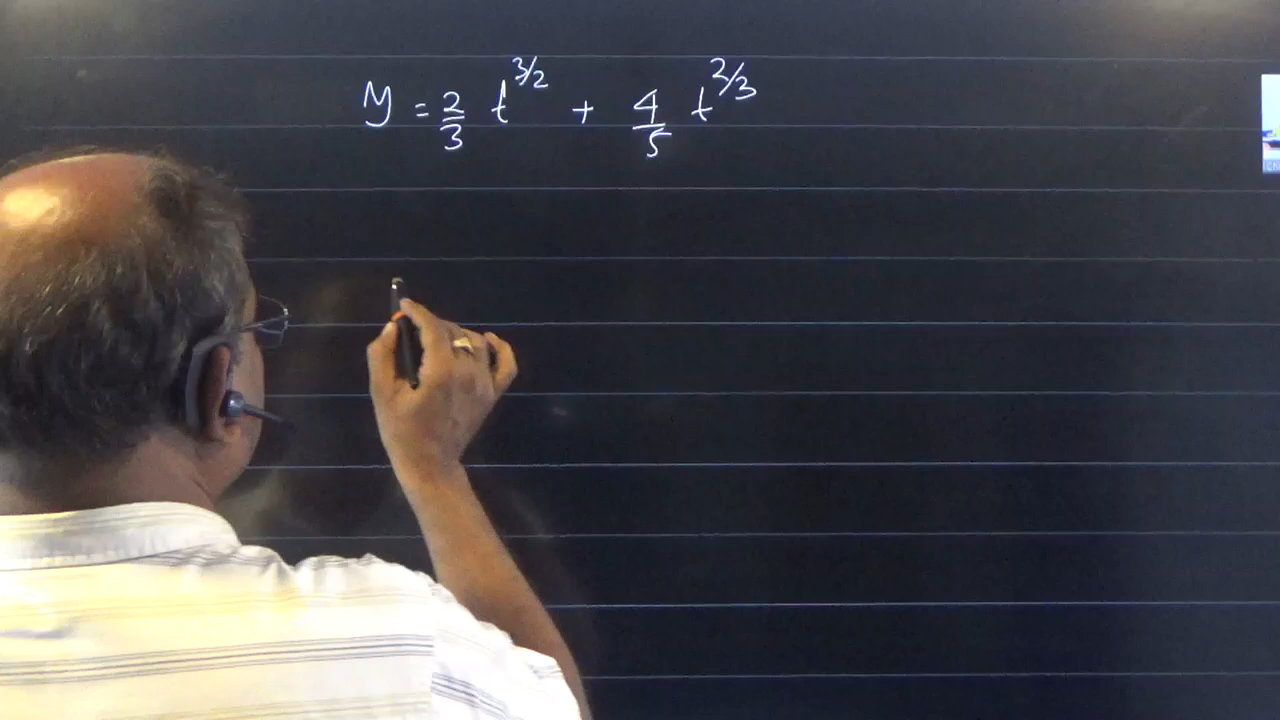 y = 2/3 t^3/2 + 4/5 t^2/3